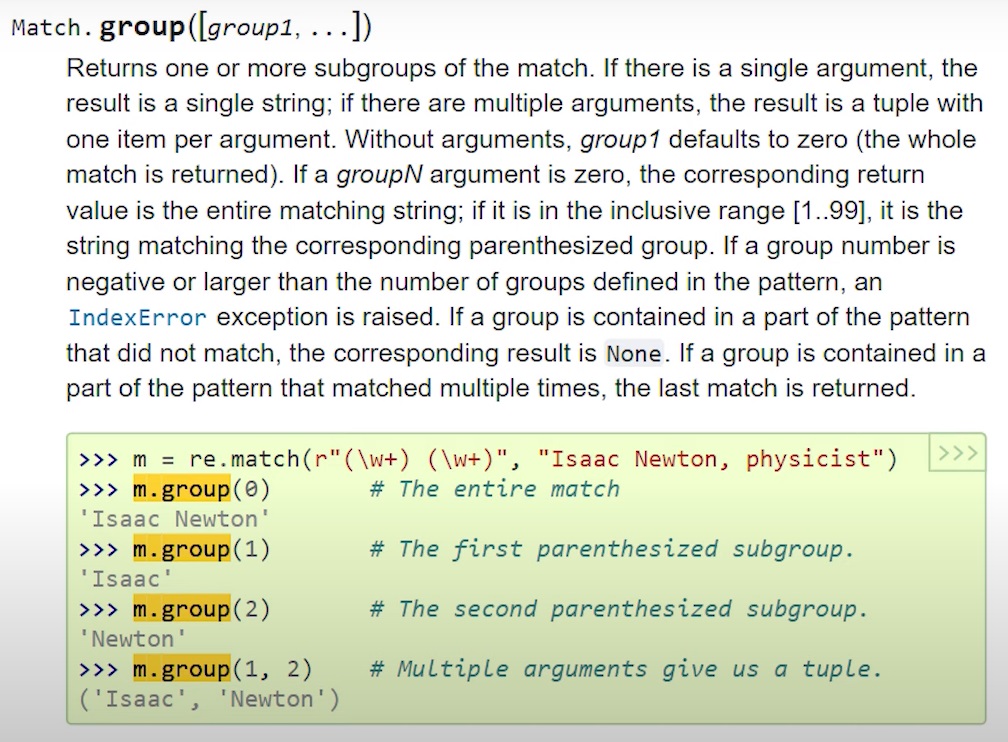 Match.group([group1, ...])
Returns one or more subgroups of the match. If there is a single argument, the
result is a single string; if there are multiple arguments, the result is a tuple with
one item per argument. Without arguments, group1 defaults to zero (the whole
match is returned). If a groupN argument is zero, the corresponding return
value is the entire matching string; if it is in the inclusive range [1..99], it is the
string matching the corresponding parenthesized group. If a group number is
negative or larger than the number of groups defined in the pattern, an
IndexError exception is raised. If a group is contained in a part of the pattern
that did not match, the corresponding result is None. If a group is contained in a
part of the pattern that matched multiple times, the last match is returned.
>>>
>>> m = re.match(r"(\w+) (\w+)", "Isaac Newton, physicist")
>>> m.group(0)       # The entire match
'Isaac Newton'
>>> m.group(1)       # The first parenthesized subgroup.
'Isaac'
>>> m.group(2)       # The second parenthesized subgroup.
'Newton'
>>> m.group(1, 2)    # Multiple arguments give us a tuple.
('Isaac', 'Newton')